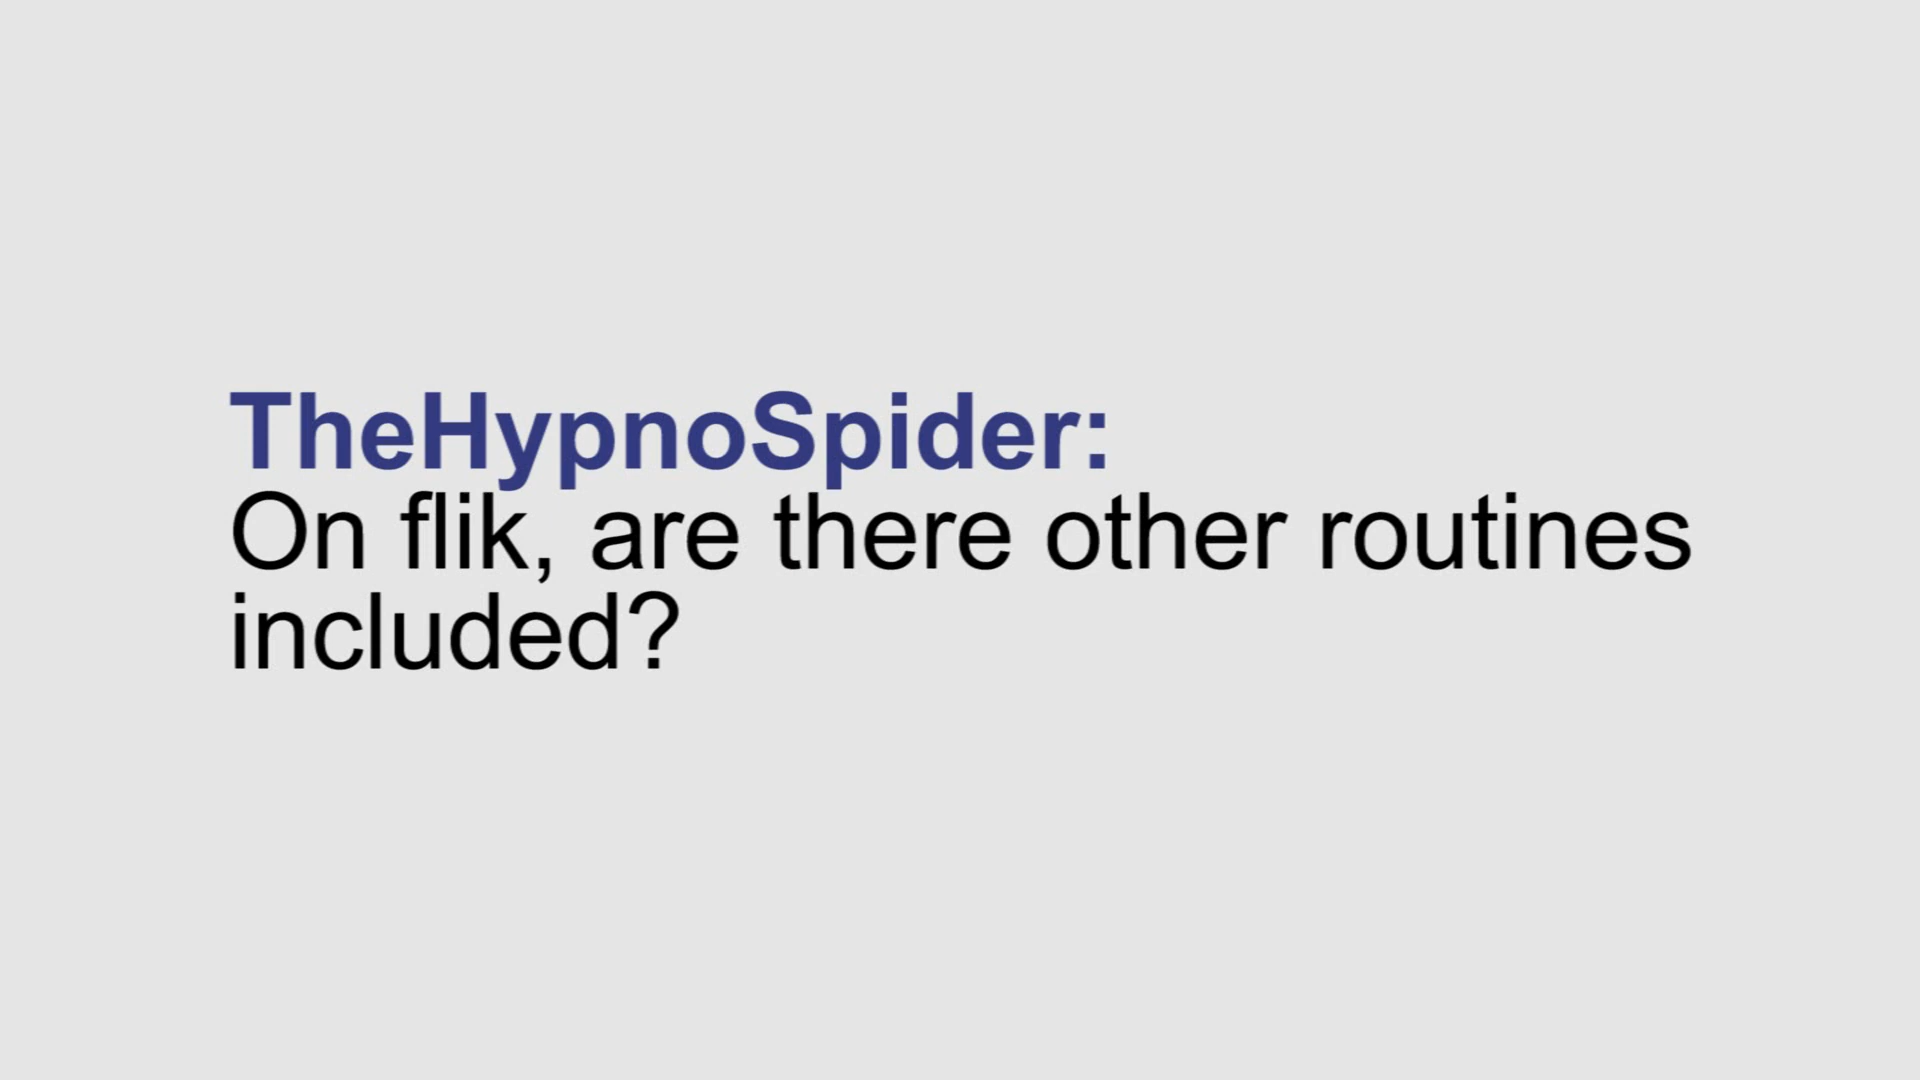 TheHypnoSpider:
On flik, are there other routines
included?